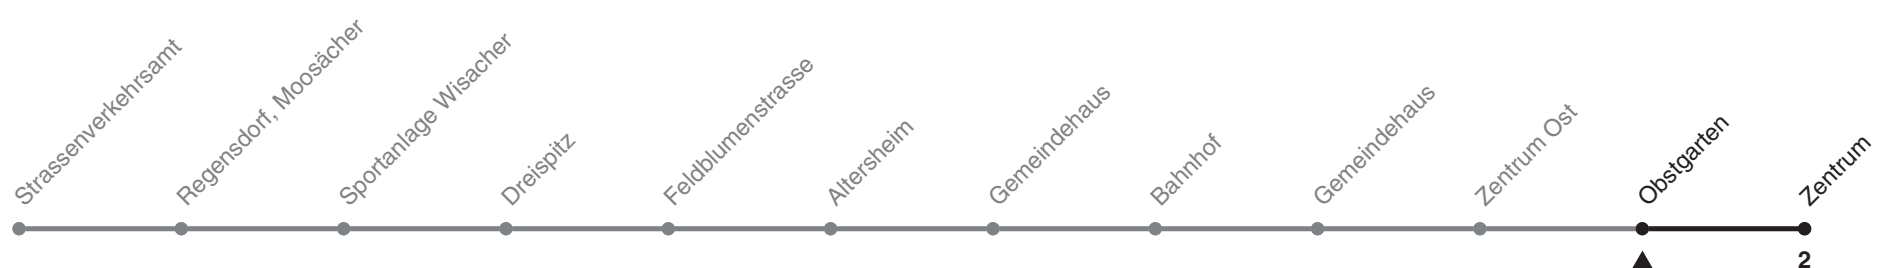 Strassenverkehrsamt
Regensdorf, Moosächer
Sportanlage Wisacher
Dreispitz
Feldblumenstrasse
Altersheim
Gemeindehaus
Bahnhof
Gemeindehaus
Zentrum Ost
Obstgarten
Zentrum
2